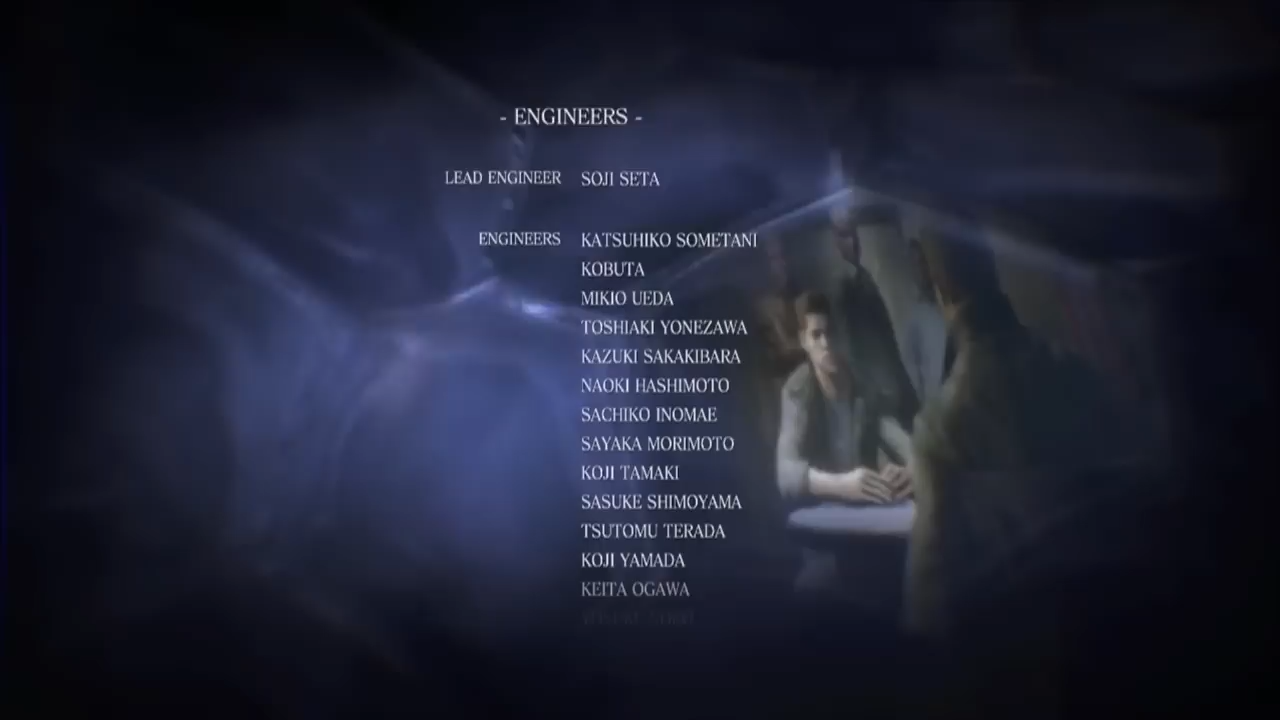 - ENGINEERS -
LEAD ENGINEER SOJI SETA
ENGINEERS KATSUHIKO SOMETANI
KOBUTA
MIKIO UEDA
TOSHIAKI YONEZAWA
KAZUKI SAKAKIBARA
NAOKI HASHIMOTO
SACHIKO INOMAE
SAYAKA MORIMOTO
KOJI TAMAKI
SASUKE SHIMOYAMA
TSUTOMU TERADA
KOJI YAMADA
KEITA OGAWA